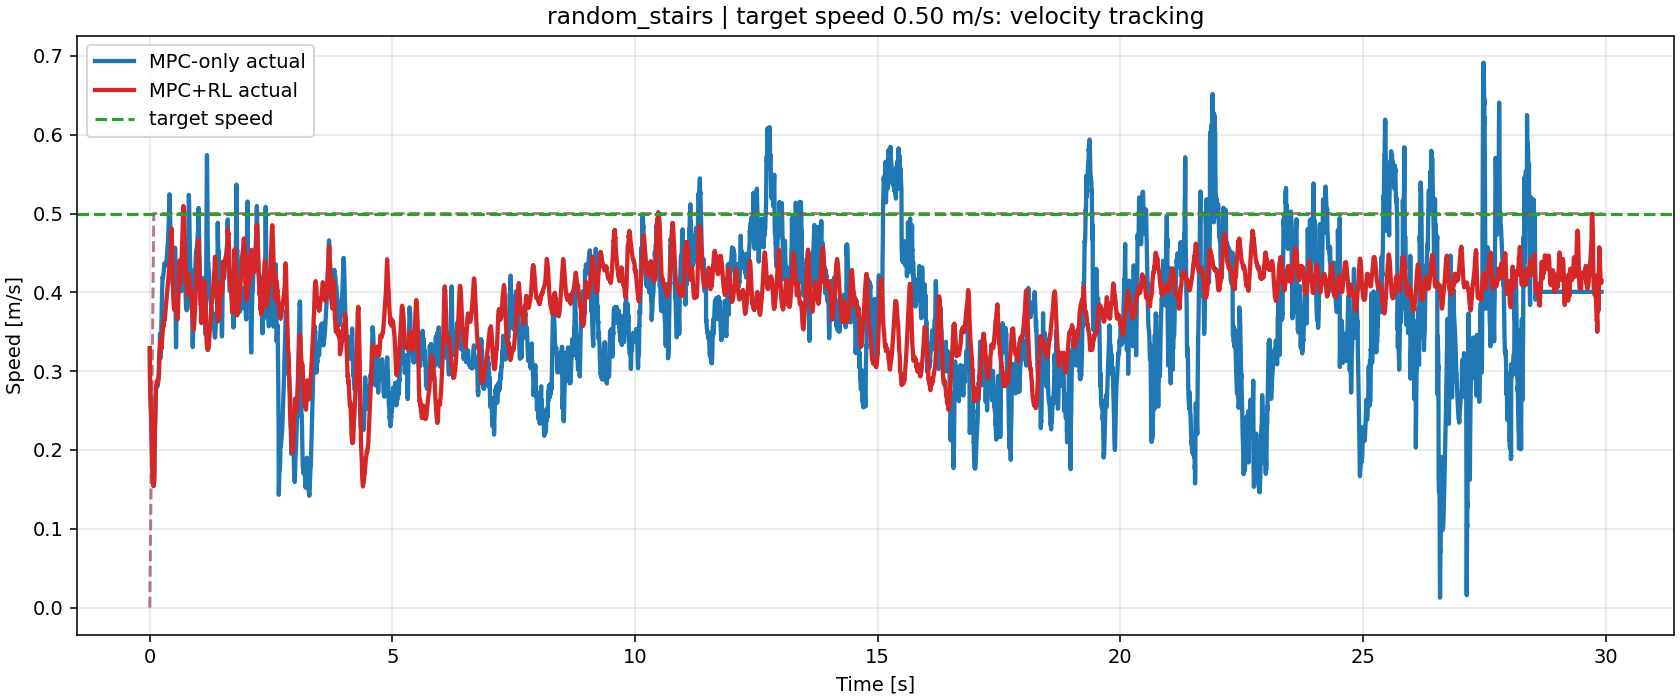 random_stairs | target speed 0.50 m/s: velocity tracking
MPC-only actual
MPC+RL actual
target speed
Speed [m/s]
0.7
0.6
0.5
0.4
0.3
0.2
0.1
0.0
0 5 10 15 20 25 30
Time [s]